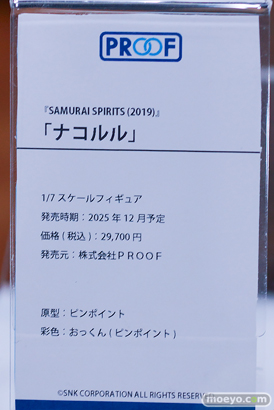 PROOF
『SAMURAI SPIRITS (2019)』
「ナコルル」
1/7 スケールフィギュア
発売時期：2025 年 12 月予定
価格 ( 税込 )：29,700 円
発売元：株式会社ＰＲＯＯＦ
原型：ピンポイント
彩色：おっくん ( ピンポイント )
©SNK CORPORATION ALL RIGHTS RESERV
moeyo.com